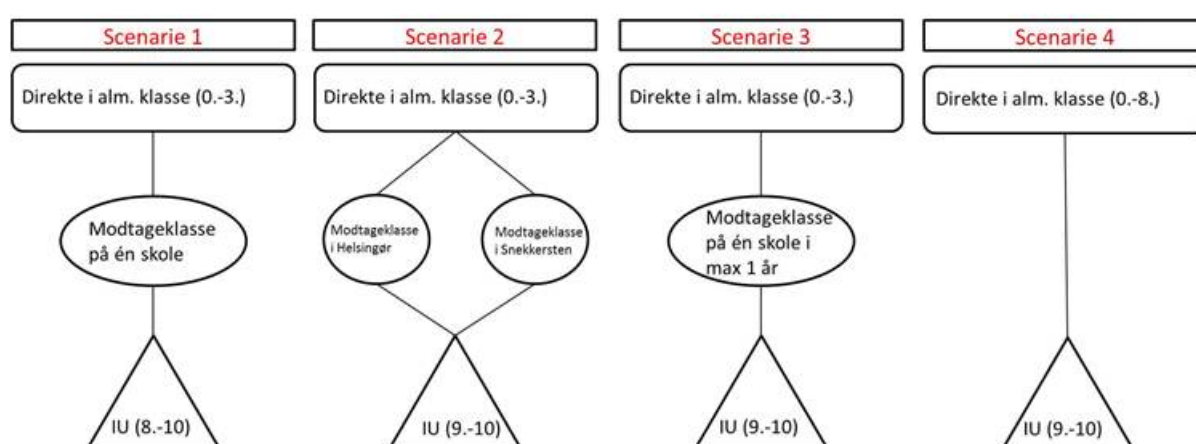 Scenarie 1
Scenarie 2
Scenarie 3
Scenarie 4
Direkte i alm. klasse (0.-3.)
Direkte i alm. klasse (0.-3.)
Direkte i alm. klasse (0.-3.)
Direkte i alm. klasse (0.-8.)
Modtageklasse
på én skole
Modtageklasse
i Helsingør
Modtageklasse
i Snekkersten
Modtageklasse
på én skole i
max 1 år
IU (8.-10)
IU (9.-10)
IU (9.-10)
IU (9.-10)